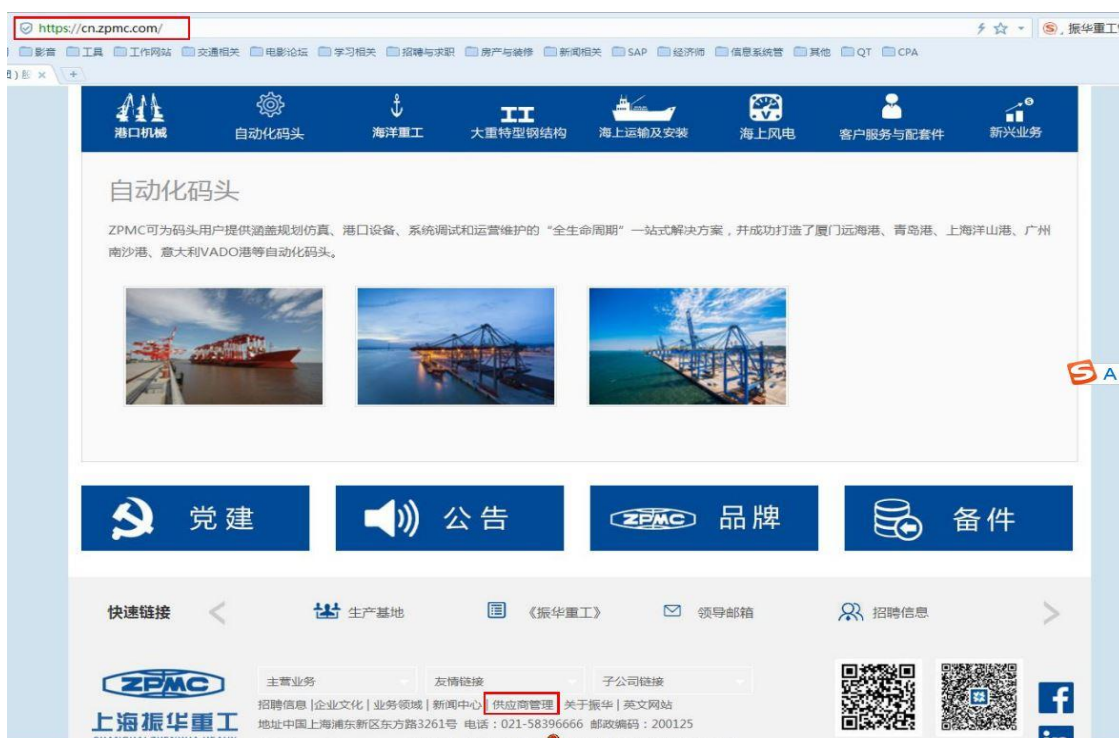 https://cn.zpmc.com/
振华重工
影音 工具 工作网站 交通相关 电影论坛 学习相关 招聘与求职 房产与装修 新闻相关 SAP 经济师 信息系统管 其他 QT CPA
港口机械 自动化码头 海洋重工 大重特型钢结构 海上运输及安装 海上风电 客户服务与配套件 新兴业务
自动化码头
ZPMC可为码头用户提供涵盖规划仿真、港口设备、系统调试和运营维护的“全生命周期”一站式解决方案，并成功打造了厦门远海港、青岛港、上海洋山港、广州
南沙港、意大利VADO港等自动化码头。
党建 公告 ZPMC 品牌 备件
快速链接 生产基地 《振华重工》 领导邮箱 招聘信息
ZPMC
上海振华重工
主营业务 友情链接 子公司链接
招聘信息 | 企业文化 | 业务领域 | 新闻中心 | 供应商管理 关于振华 | 英文网站
地址中国上海浦东新区东方路3261号 电话：021-58396666 邮政编码：200125